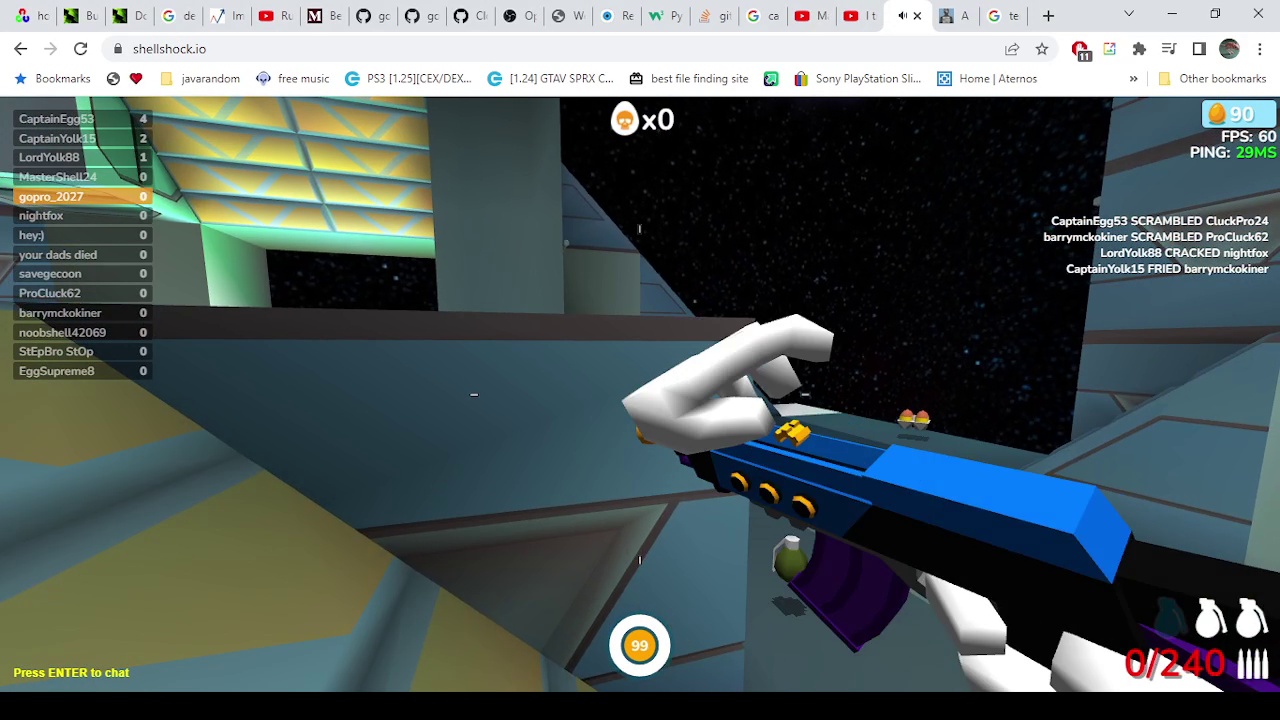 hc
Bu
Dc
de
Im
Ru
Be
gc
gc
Cl
Op
W
Re
Py
git
ca
M
I t
A
te
shellshock.io
11
Bookmarks
javarandom
free music
PS3 [1.25][CEX/DEX...
[1.24] GTAV SPRX C...
best file finding site
Sony PlayStation Sli...
Home | Aternos
»
Other bookmarks
CaptainEgg53 4
CaptainYolk15 2
LordYolk88 1
MasterShell24 0
gopro_2027 0
nightfox 0
hey:) 0
your dads died 0
savegecoon 0
ProCluck62 0
barrymckokiner 0
noobshell42069 0
StEpBro StOp 0
EggSupreme8 0
x0
90
FPS: 60
PING: 29MS
CaptainEgg53 SCRAMBLED CluckPro24
barrymckokiner SCRAMBLED ProCluck62
LordYolk88 CRACKED nightfox
CaptainYolk15 FRIED barrymckokiner
99
Press ENTER to chat
0/240